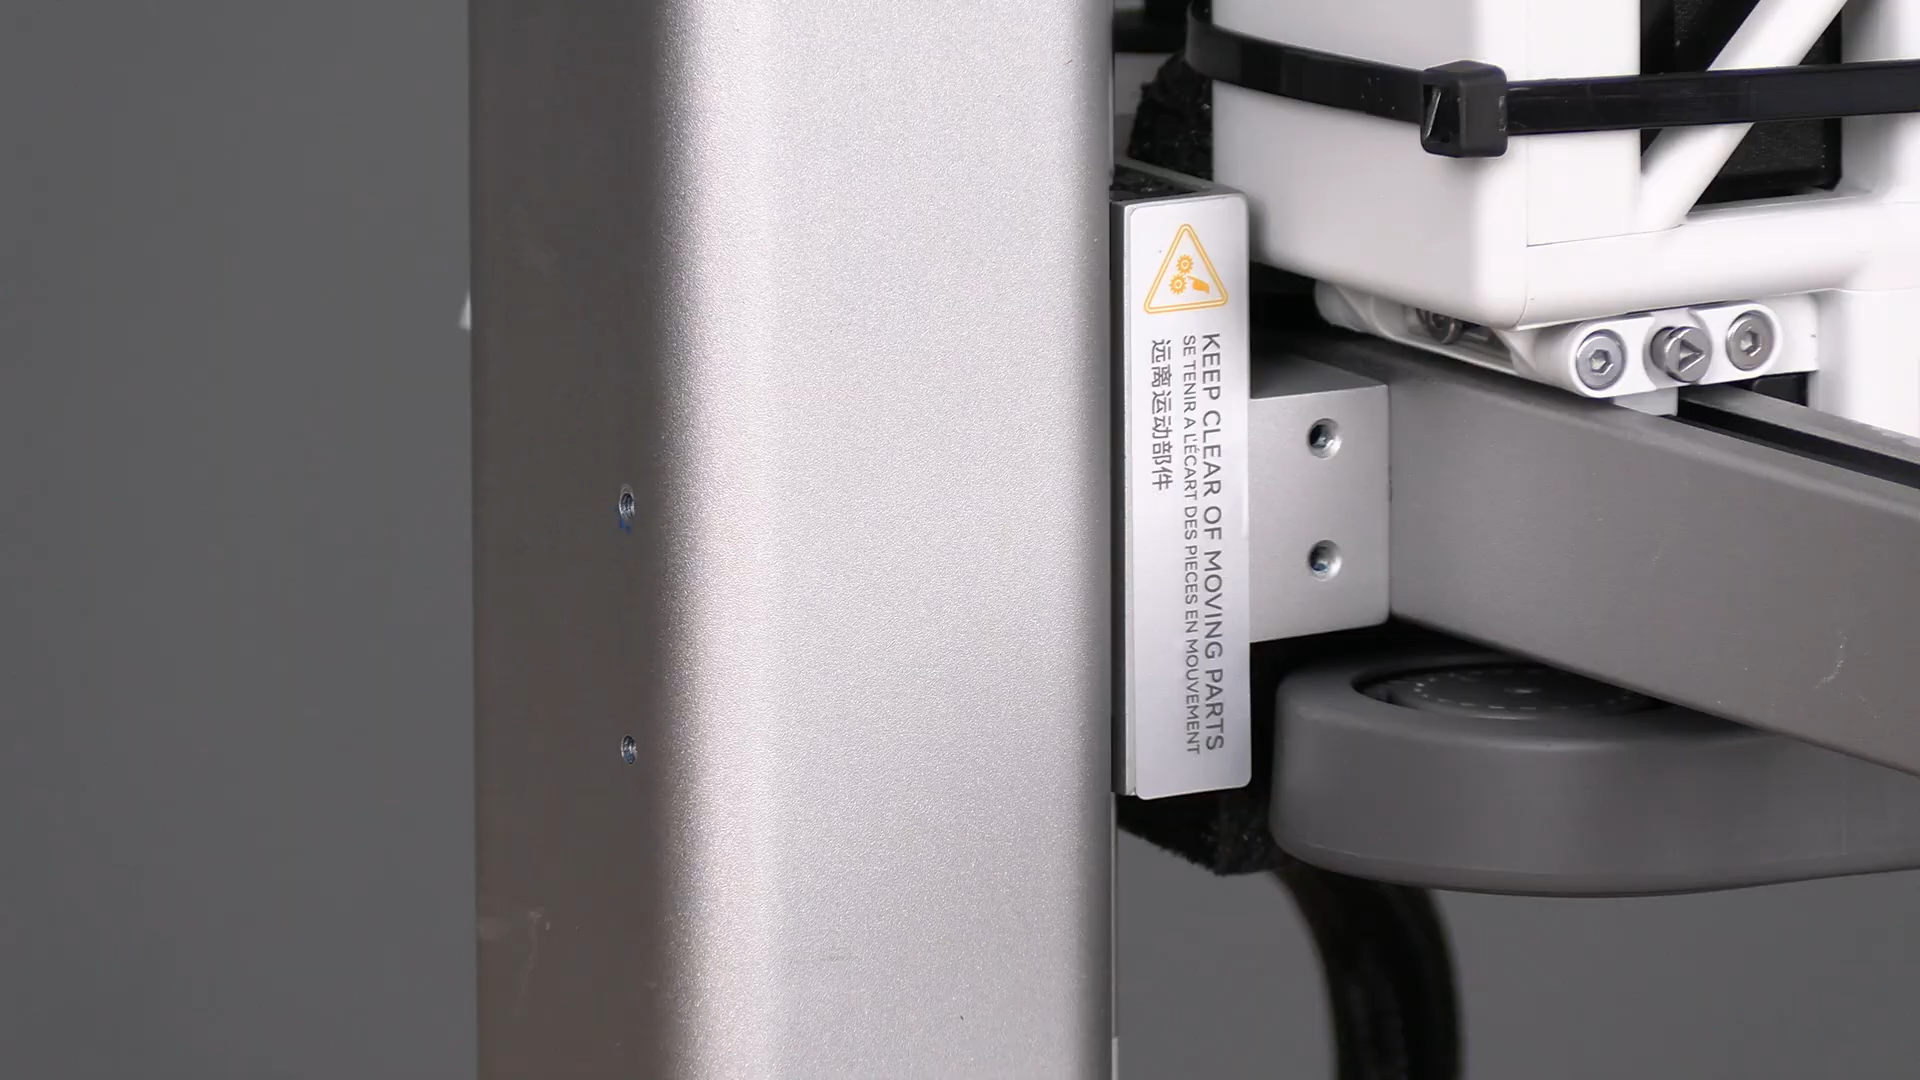 KEEP CLEAR OF MOVING PARTS
SE TENIR A L'ÉCART DES PIECES EN MOUVEMENT
远离运动部件